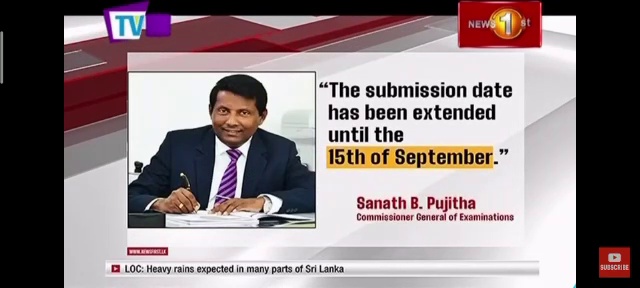 TV
NEWS 1st
“The submission date
has been extended
until the
15th of September.”
Sanath B. Pujitha
Commissioner General of Examinations
WWW.NEWSFIRST.LK
LOC: Heavy rains expected in many parts of Sri Lanka
SUBSCRIBE